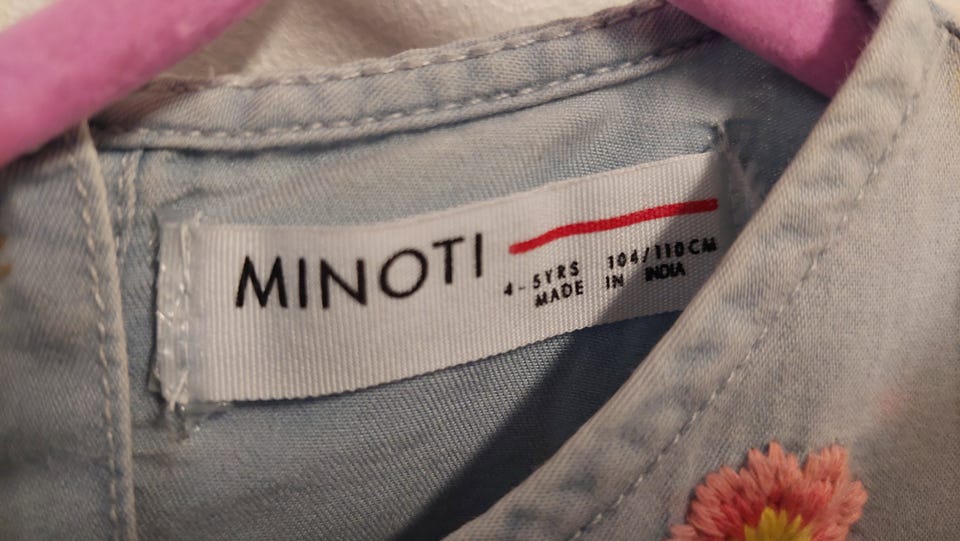 MINOTI
4-5YRS 104/110CM
MADE IN INDIA